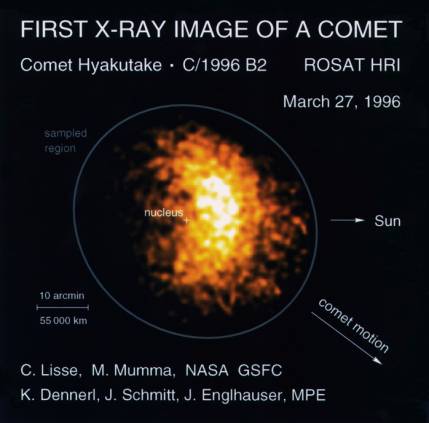 FIRST X-RAY IMAGE OF A COMET
Comet Hyakutake · C/1996 B2 ROSAT HRI
March 27, 1996
sampled
region
nucleus
Sun
10 arcmin
55 000 km
comet motion
C. Lisse, M. Mumma, NASA GSFC
K. Dennerl, J. Schmitt, J. Englhauser, MPE